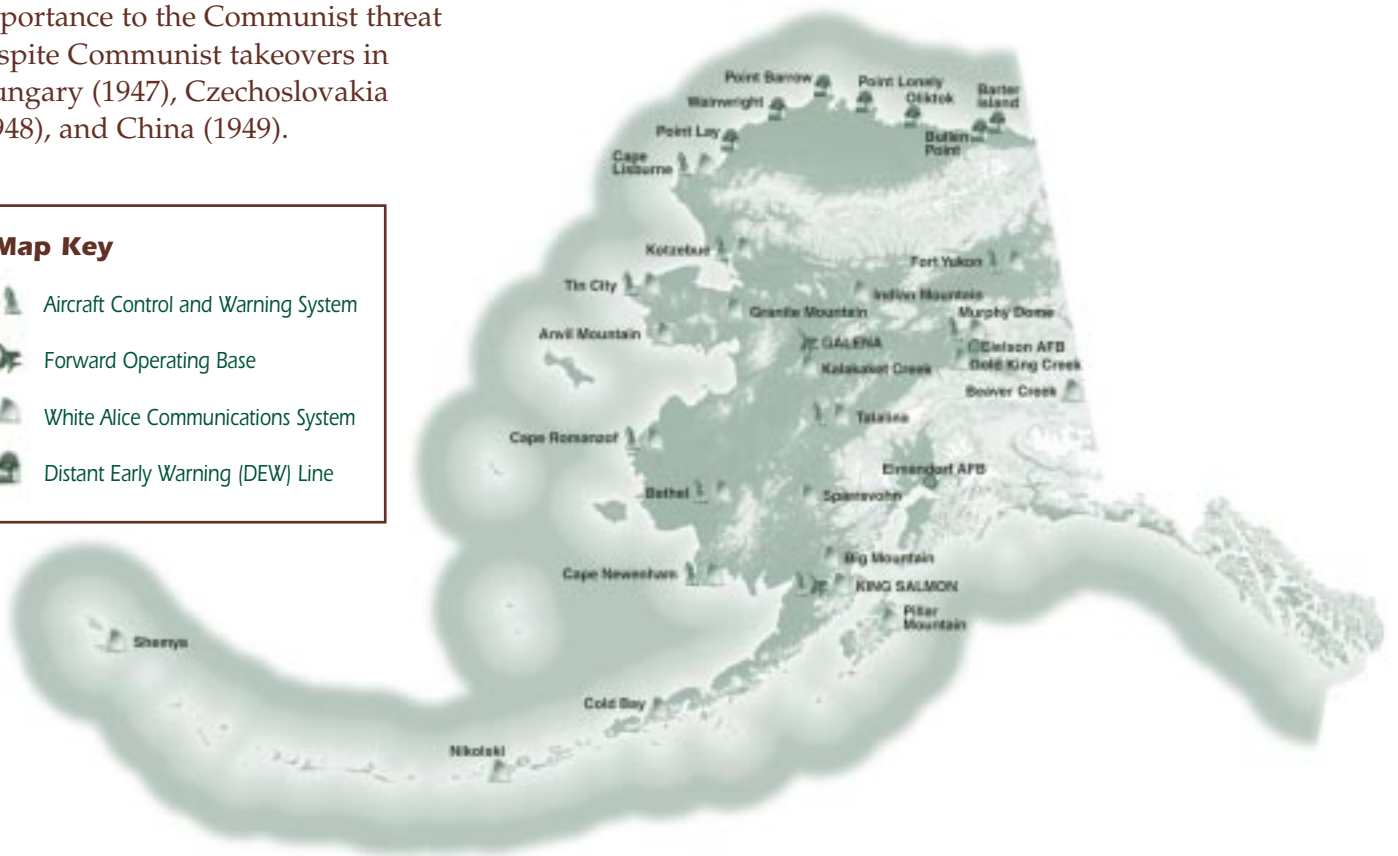 portance to the Communist threat
spite Communist takeovers in
ungary (1947), Czechoslovakia
948), and China (1949).
Map Key
Aircraft Control and Warning System
Forward Operating Base
White Alice Communications System
Distant Early Warning (DEW) Line
Point Barrow
Point Lonely
Wainwright
Oliktok
Barter
Island
Point Lay
Bullen
Point
Cape
Lisburne
Kotzebue
Fort Yukon
Tin City
Indian Mountain
Granite Mountain
Murphy Dome
Anvil Mountain
GALENA
Eielson AFB
Kalakaket Creek
Gold King Creek
Beaver Creek
Tatalina
Cape Romanzof
Elmendorf AFB
Bethel
Sparrevohn
Big Mountain
Cape Newenham
KING SALMON
Pillar
Mountain
Shemya
Cold Bay
Nikolski